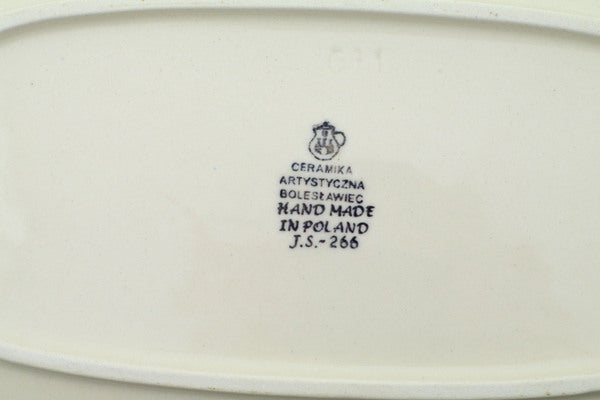 CERAMIKA
ARTYSTYCZNA
BOLESŁAWIEC
HAND MADE
IN POLAND
J.S.-266